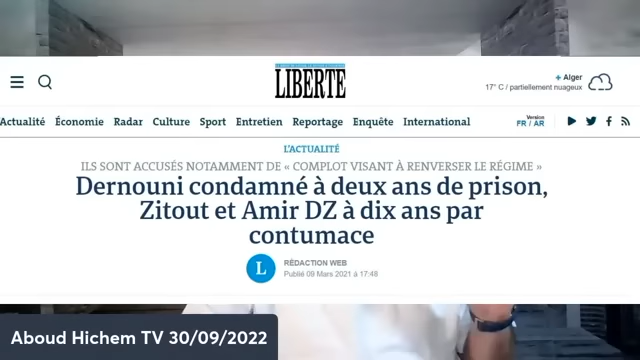 LIBERTE
+ Alger
17° C / partiellement nuageux
Actualité Économie Radar Culture Sport Entretien Reportage Enquête International
Version
FR / AR
L'ACTUALITÉ
ILS SONT ACCUSÉS NOTAMMENT DE « COMPLOT VISANT À RENVERSER LE RÉGIME »
Dernouni condamné à deux ans de prison,
Zitout et Amir DZ à dix ans par
contumace
L
RÉDACTION WEB
Publié 09 Mars 2021 à 17:48
Aboud Hichem TV 30/09/2022